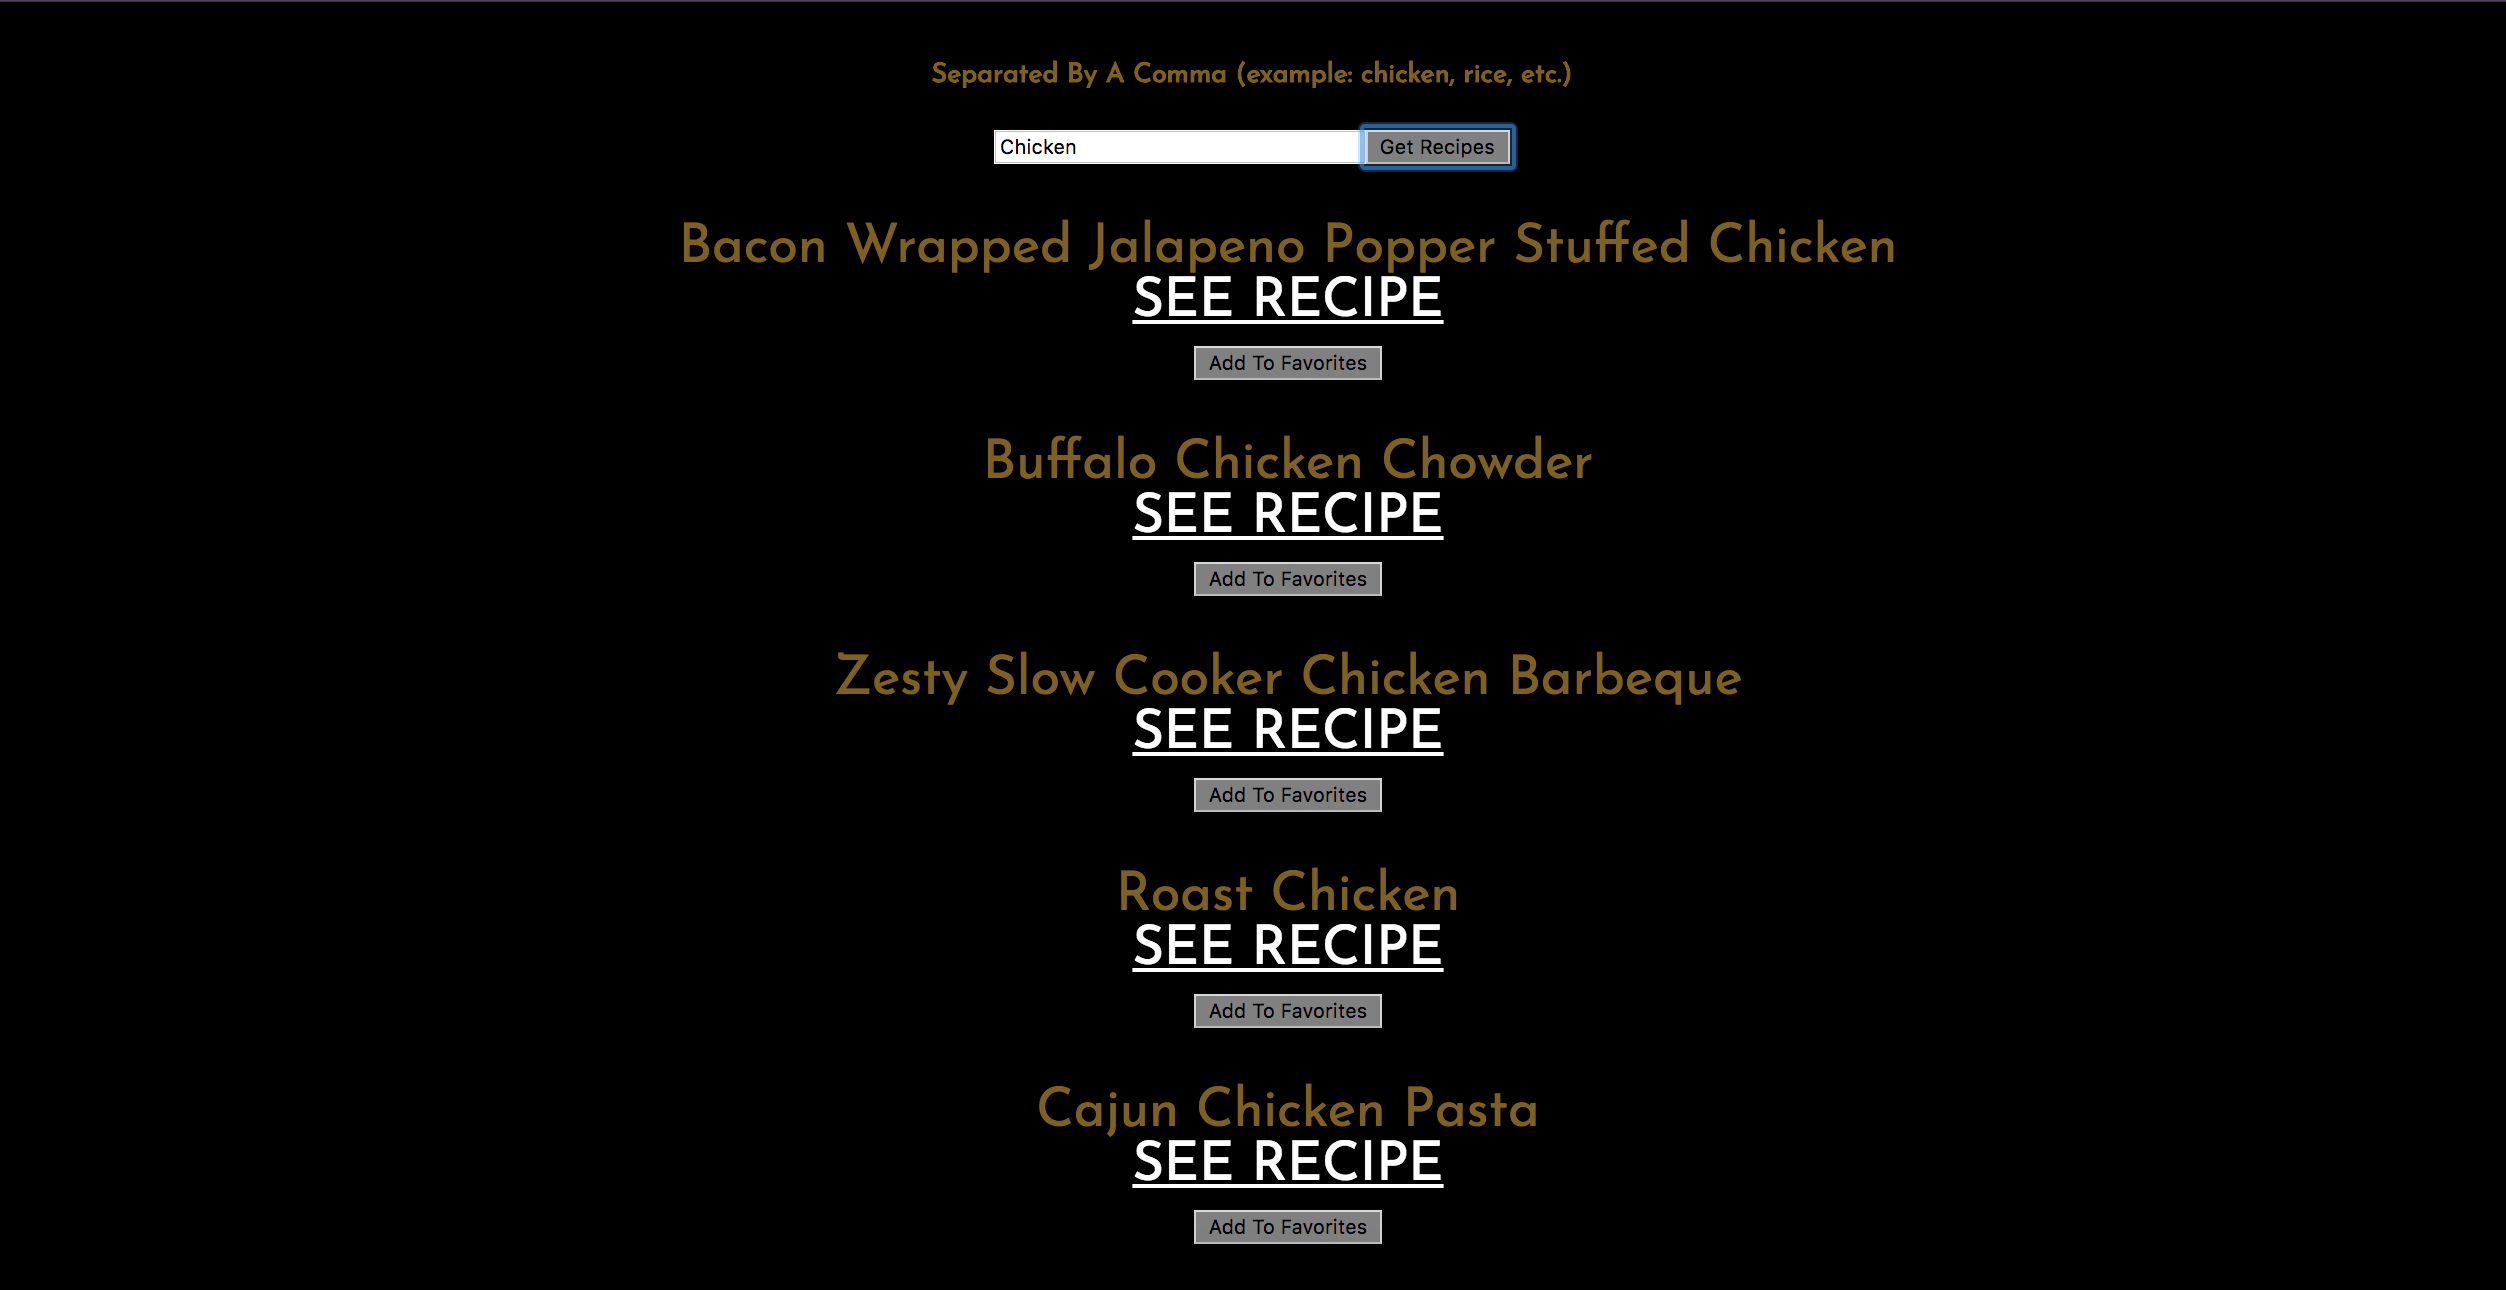 Separated By A Comma (example: chicken, rice, etc.)
Chicken Get Recipes
Bacon Wrapped Jalapeno Popper Stuffed Chicken
SEE RECIPE
Add To Favorites
Buffalo Chicken Chowder
SEE RECIPE
Add To Favorites
Zesty Slow Cooker Chicken Barbeque
SEE RECIPE
Add To Favorites
Roast Chicken
SEE RECIPE
Add To Favorites
Cajun Chicken Pasta
SEE RECIPE
Add To Favorites